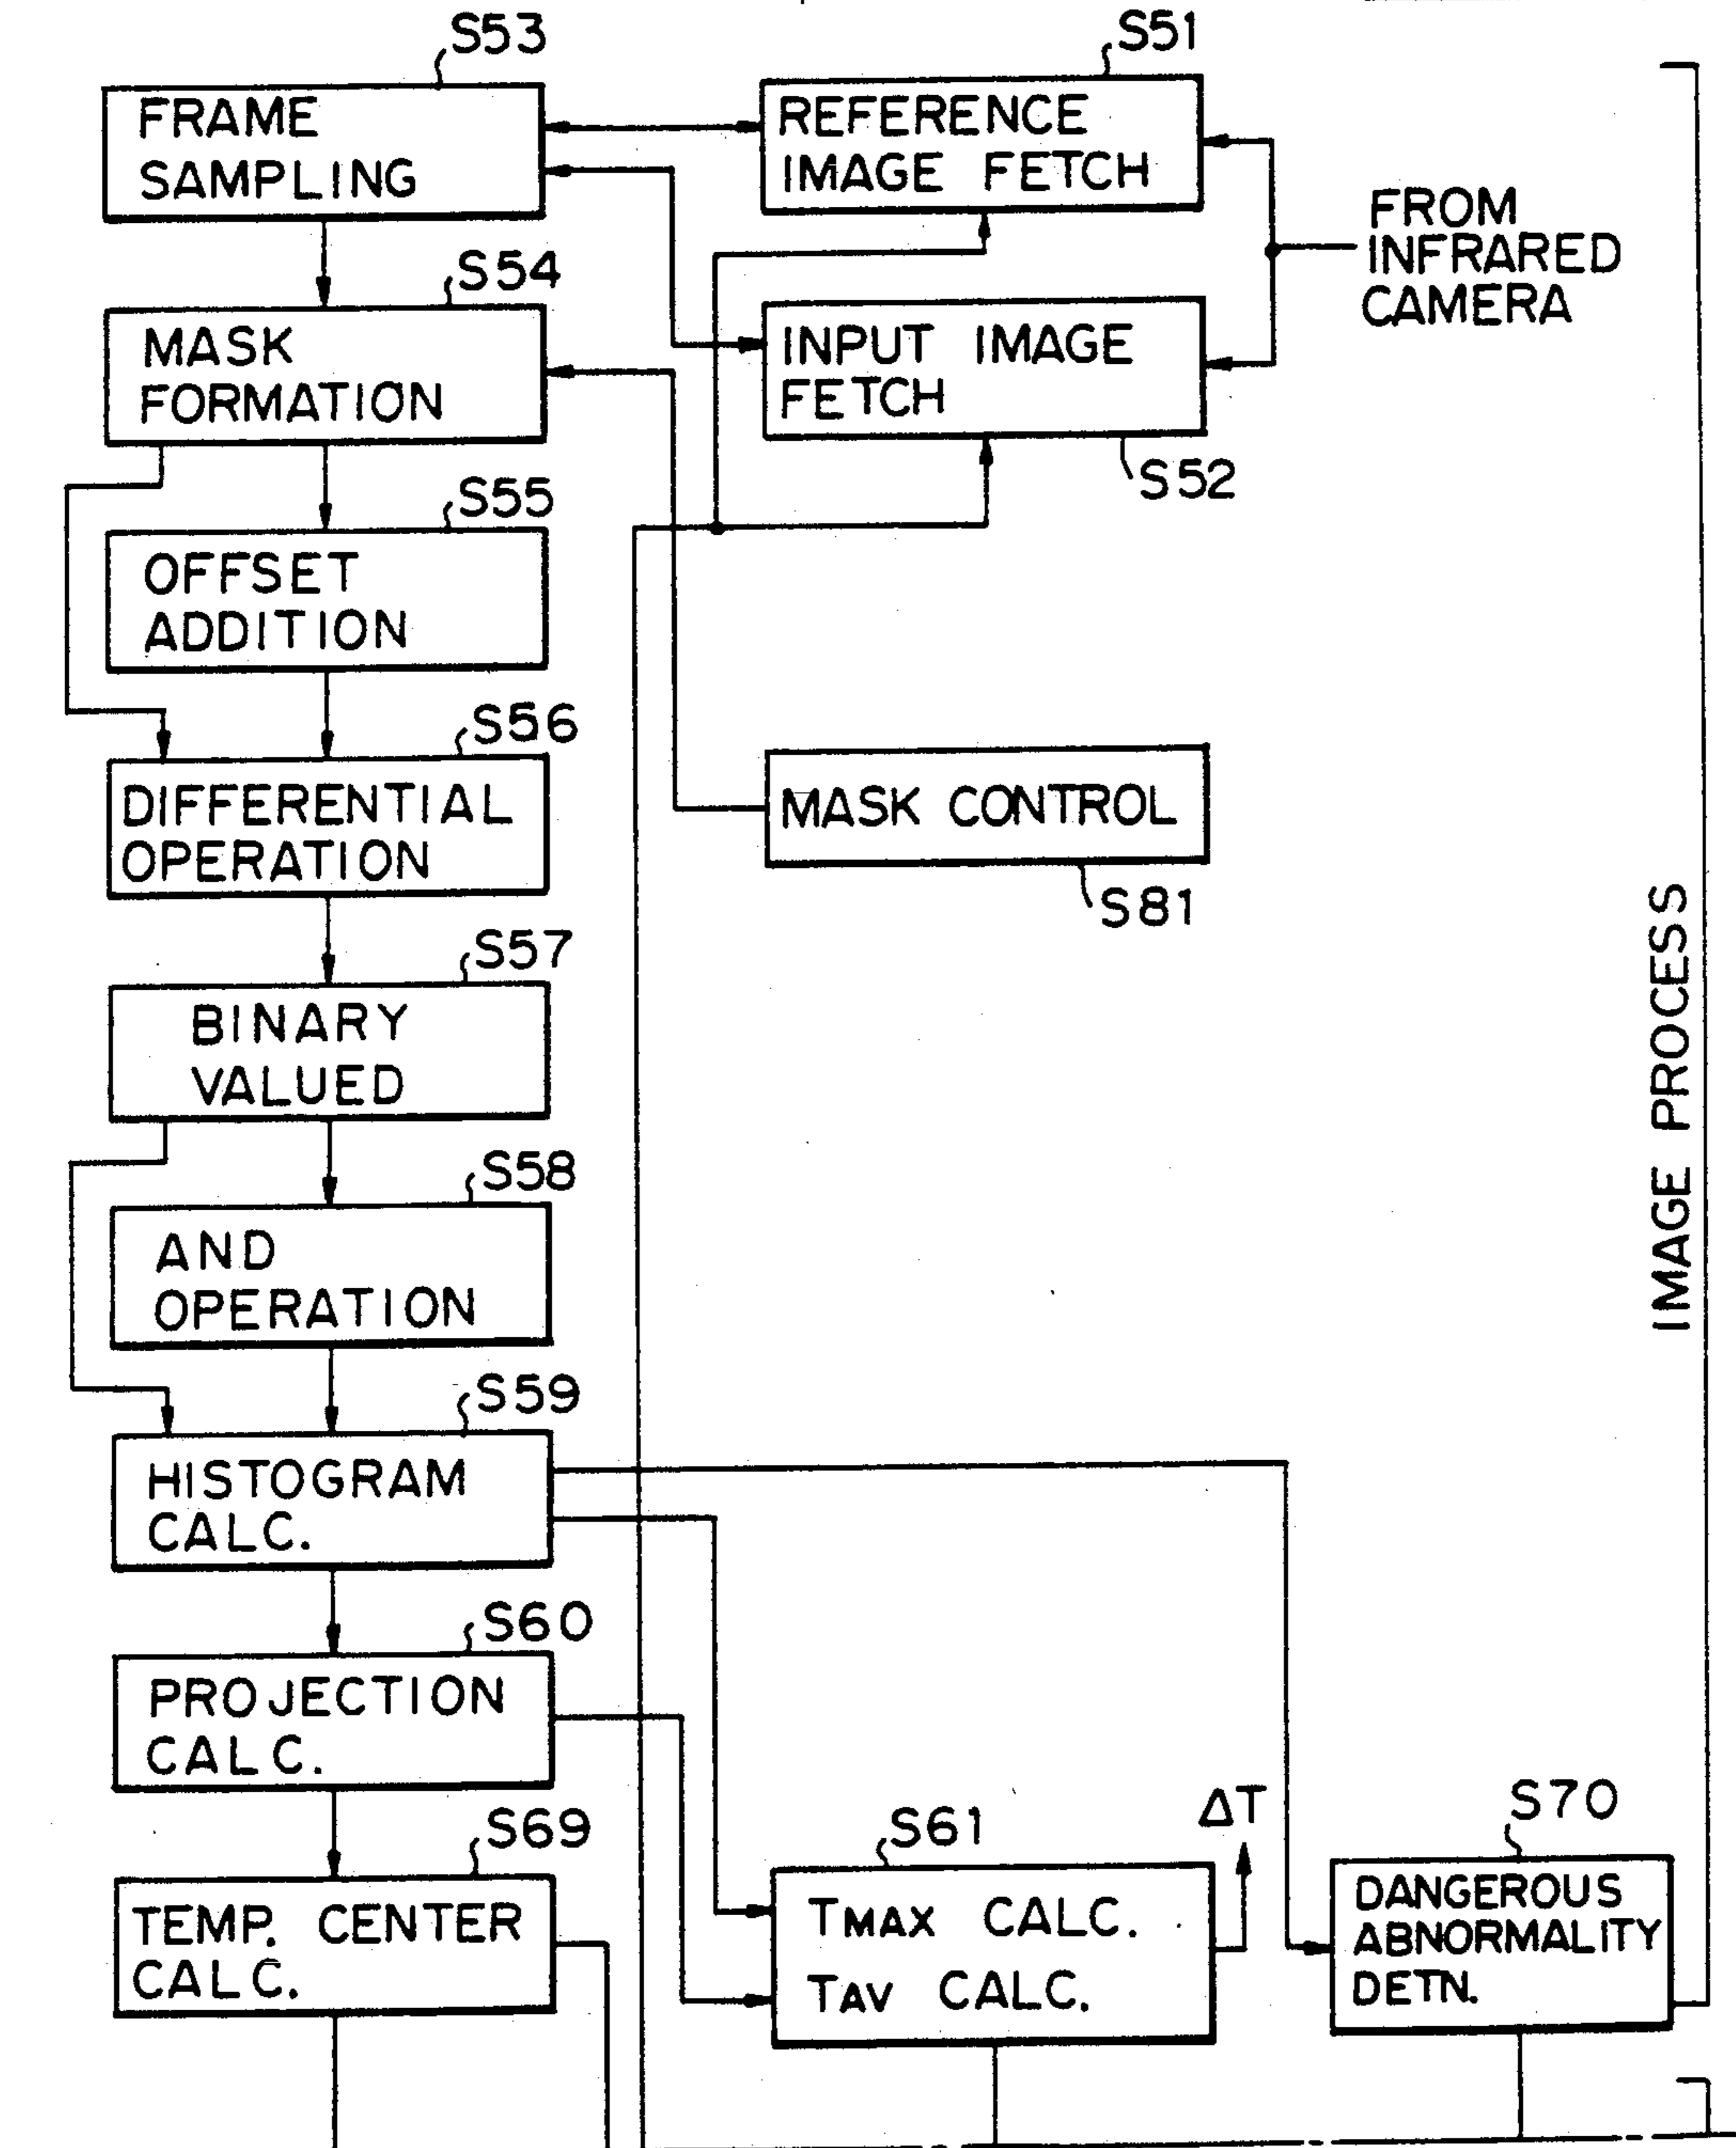 S53
FRAME
SAMPLING
S51
REFERENCE
IMAGE FETCH
FROM
INFRARED
CAMERA
S54
MASK
FORMATION
INPUT IMAGE
FETCH
S52
S55
OFFSET
ADDITION
S56
DIFFERENTIAL
OPERATION
MASK CONTROL
S81
S57
BINARY
VALUED
IMAGE PROCESS
S58
AND
OPERATION
S59
HISTOGRAM
CALC.
S60
PROJECTION
CALC.
S69
TEMP. CENTER
CALC.
S61
TMAX CALC.
TAV CALC.
ΔT
S70
DANGEROUS
ABNORMALITY
DETN.